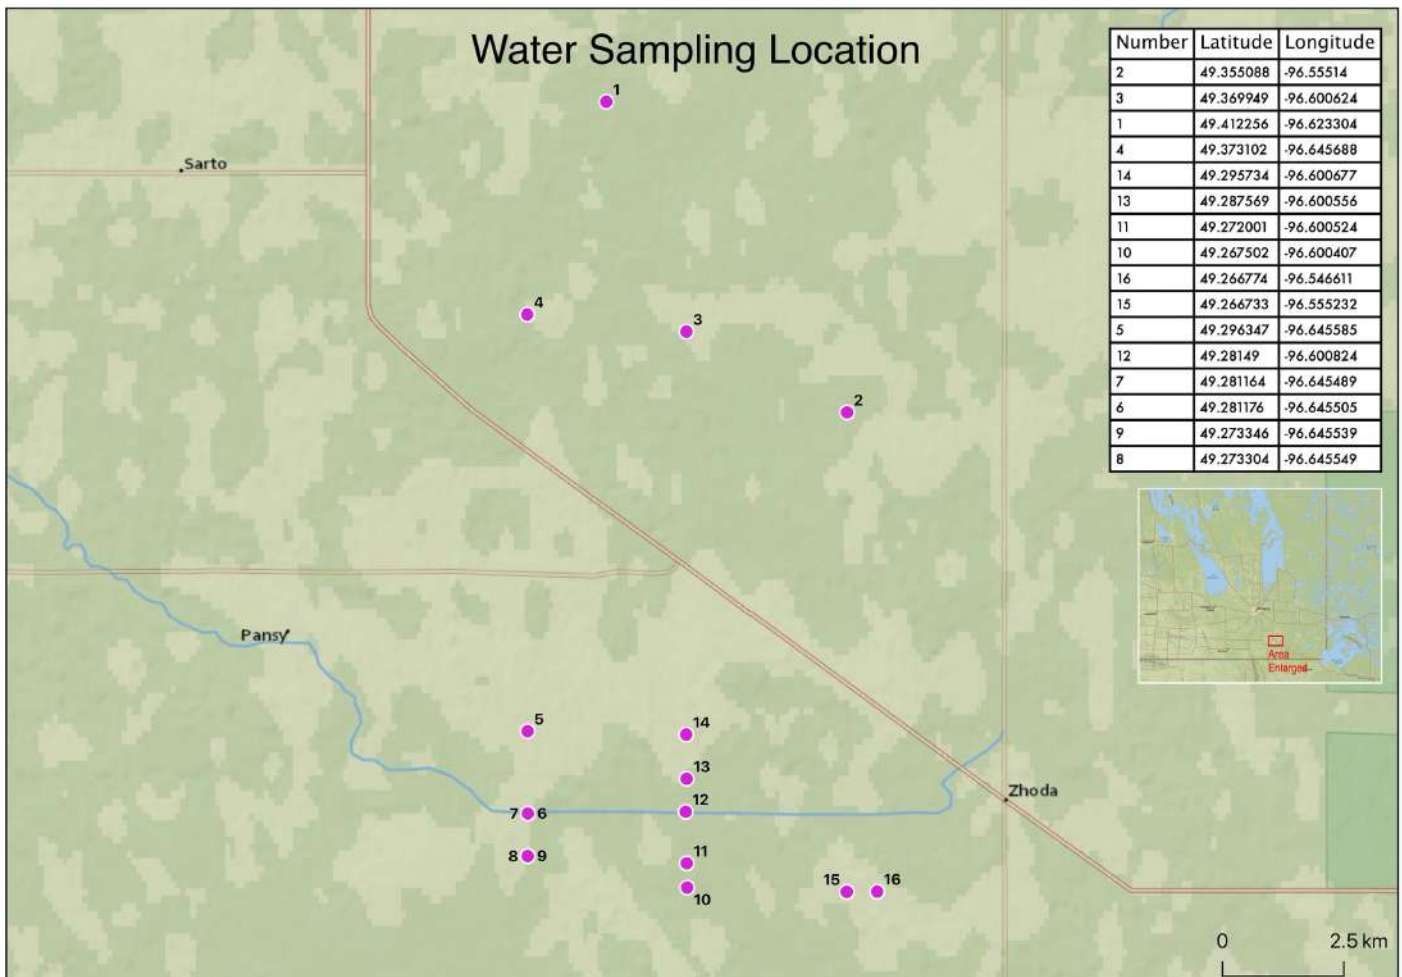 Water Sampling Location
Number Latitude Longitude
2 49.355088 -96.55514
3 49.369949 -96.600624
1 49.412256 -96.623304
4 49.373102 -96.645688
14 49.295734 -96.600677
13 49.287569 -96.600556
11 49.272001 -96.600524
10 49.267502 -96.600407
16 49.266774 -96.546611
15 49.266733 -96.555232
5 49.296347 -96.645585
12 49.28149 -96.600824
7 49.281164 -96.645489
6 49.281176 -96.645505
9 49.273346 -96.645539
8 49.273304 -96.645549
1
Sarto
4
3
2
Area
Enlarged
Pansy
5
14
13
12
7 6
Zhoda
11
8 9
10
15 16
0 2.5 km